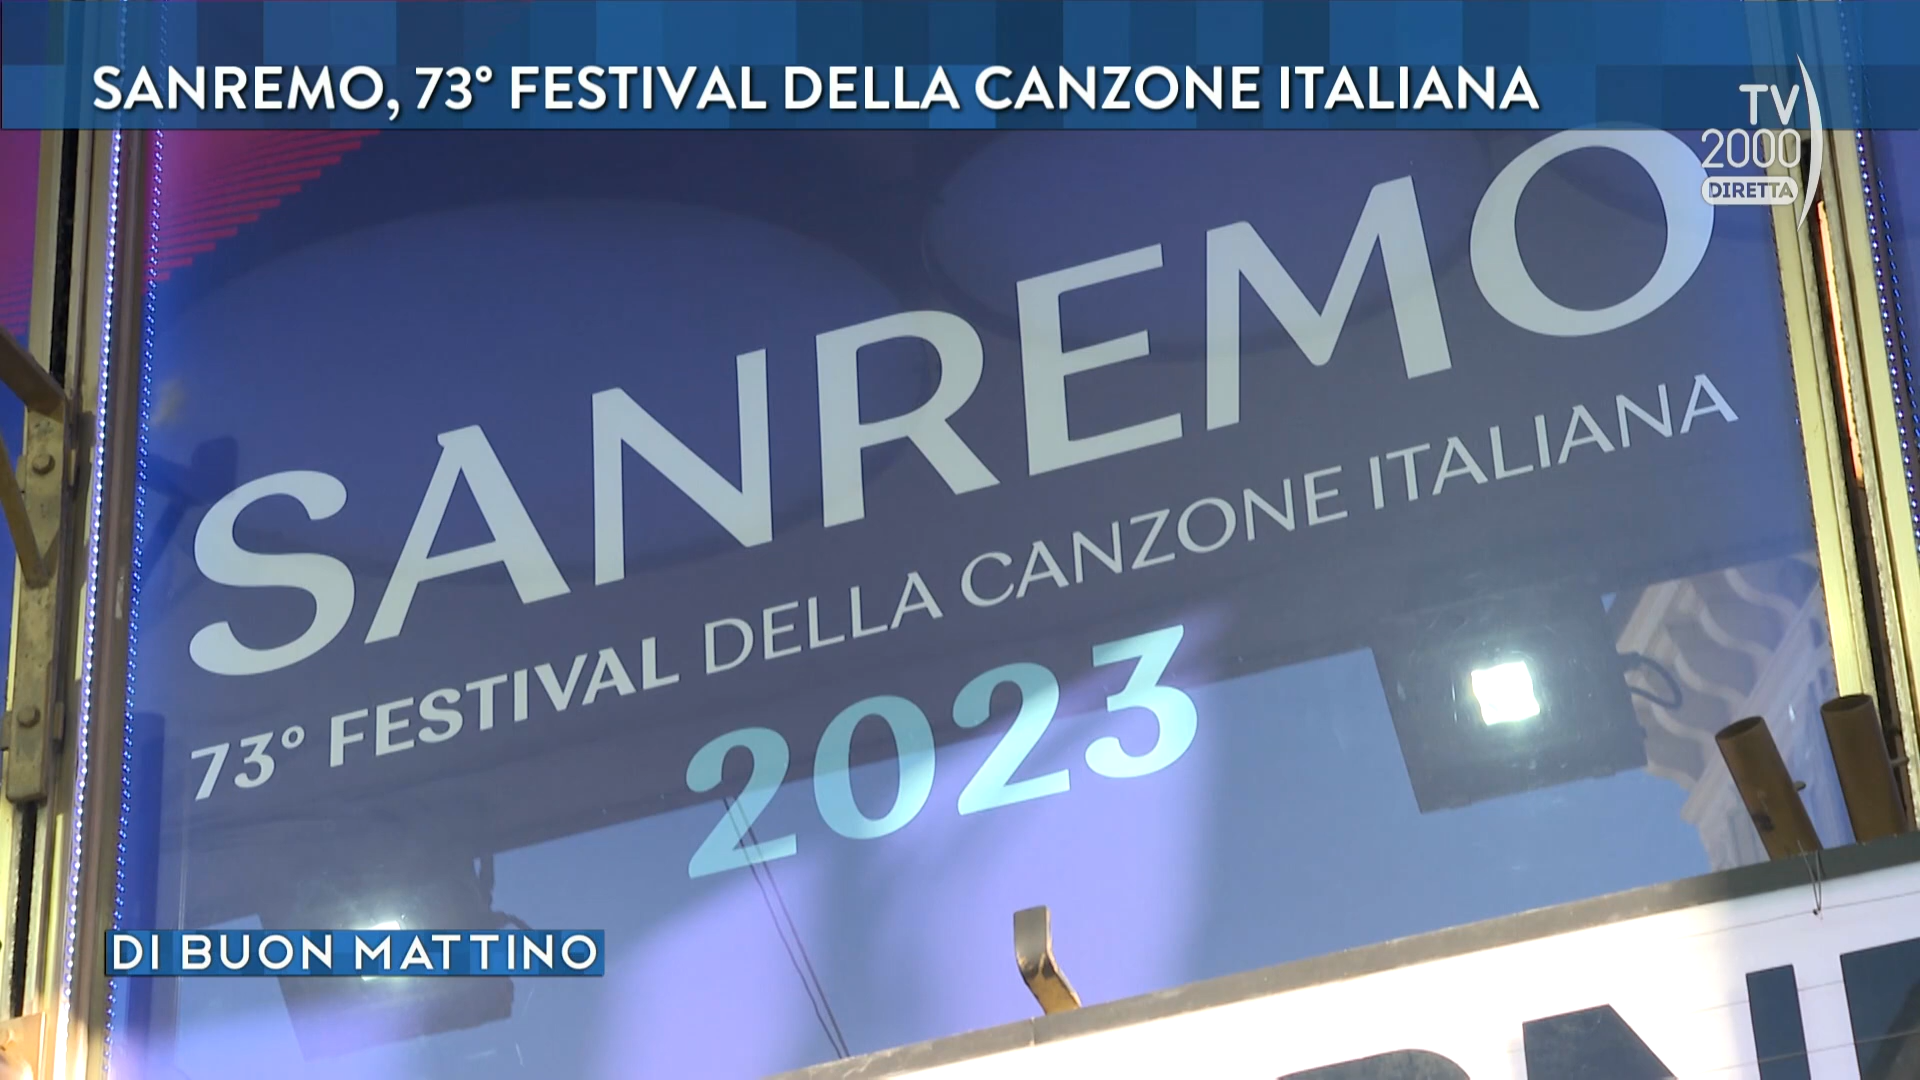 SANREMO, 73° FESTIVAL DELLA CANZONE ITALIANA
TV
2000
DIRETTA
SANREMO
73° FESTIVAL DELLA CANZONE ITALIANA
2023
DI BUON MATTINO